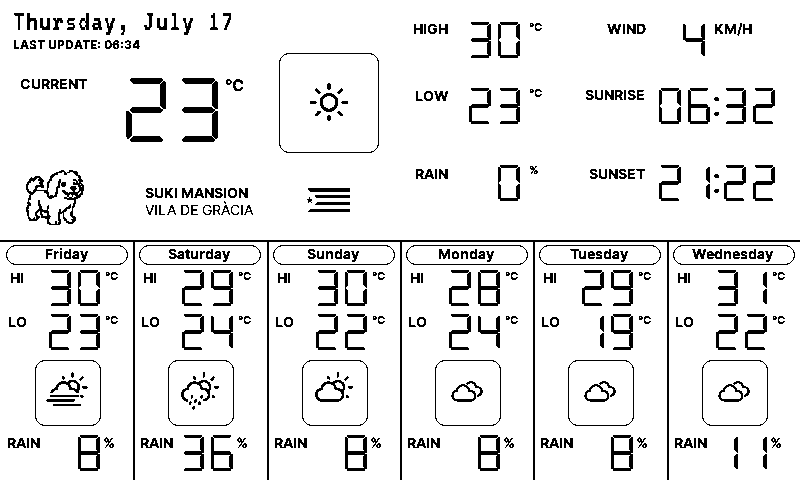 Thursday, July 17
LAST UPDATE: 06:34
CURRENT 23 °C
HIGH 30 °C
WIND 4 KM/H
LOW 23 °C
SUNRISE 06:32
RAIN 0 %
SUNSET 21:22
SUKI MANSION
VILA DE GRÀCIA
Friday
HI 30 °C
LO 23 °C
RAIN 8 %
Saturday
HI 29 °C
LO 24 °C
RAIN 36 %
Sunday
HI 30 °C
LO 22 °C
RAIN 8 %
Monday
HI 28 °C
LO 24 °C
RAIN 8 %
Tuesday
HI 29 °C
LO 19 °C
RAIN 8 %
Wednesday
HI 31 °C
LO 22 °C
RAIN 11 %